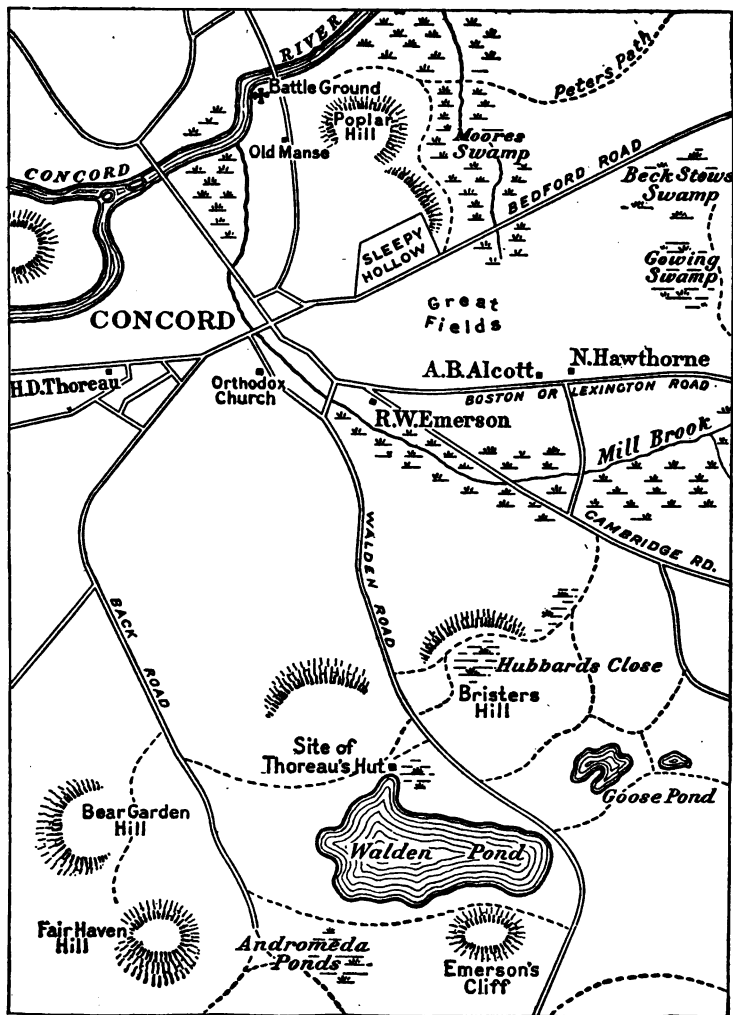 RIVER
Peters Path
Battle Ground
Poplar
Hill
Old Manse
Moores
Swamp
CONCORD
BEDFORD ROAD
Beck Stows
Swamp
SLEEPY
HOLLOW
Gowing
Swamp
Great
Fields
CONCORD
A.B.Alcott
N.Hawthorne
H.D.Thoreau
Orthodox
Church
BOSTON OR LEXINGTON ROAD
R.W.Emerson
Mill Brook
CAMBRIDGE RD.
WALDEN ROAD
BACK ROAD
Hubbards Close
Bristers
Hill
Site of
Thoreau's Hut
Goose Pond
Bear Garden
Hill
Walden Pond
Fair Haven
Hill
Andromeda
Ponds
Emerson's
Cliff